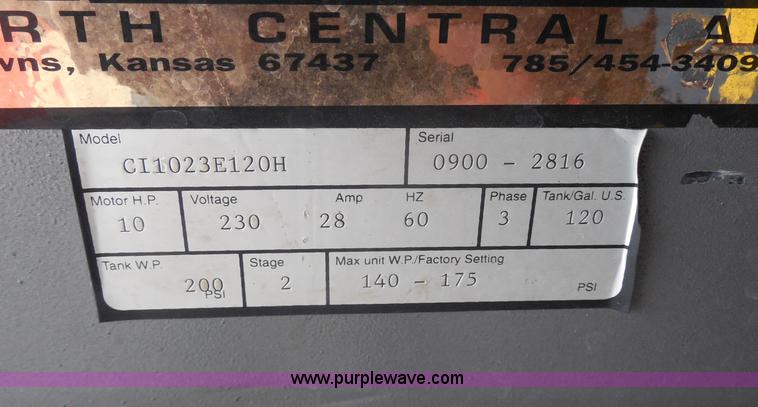 CENTRAL
Kansas 67437 785/454-3409
Model Serial
CI1023E120H 0900 - 2816
Motor H.P. Voltage Amp HZ Phase Tank/Gal. U.S.
10 230 28 60 3 120
Tank W.P. Stage Max unit W.P./Factory Setting
200 PSI 2 140 - 175 PSI
www.purplewave.com